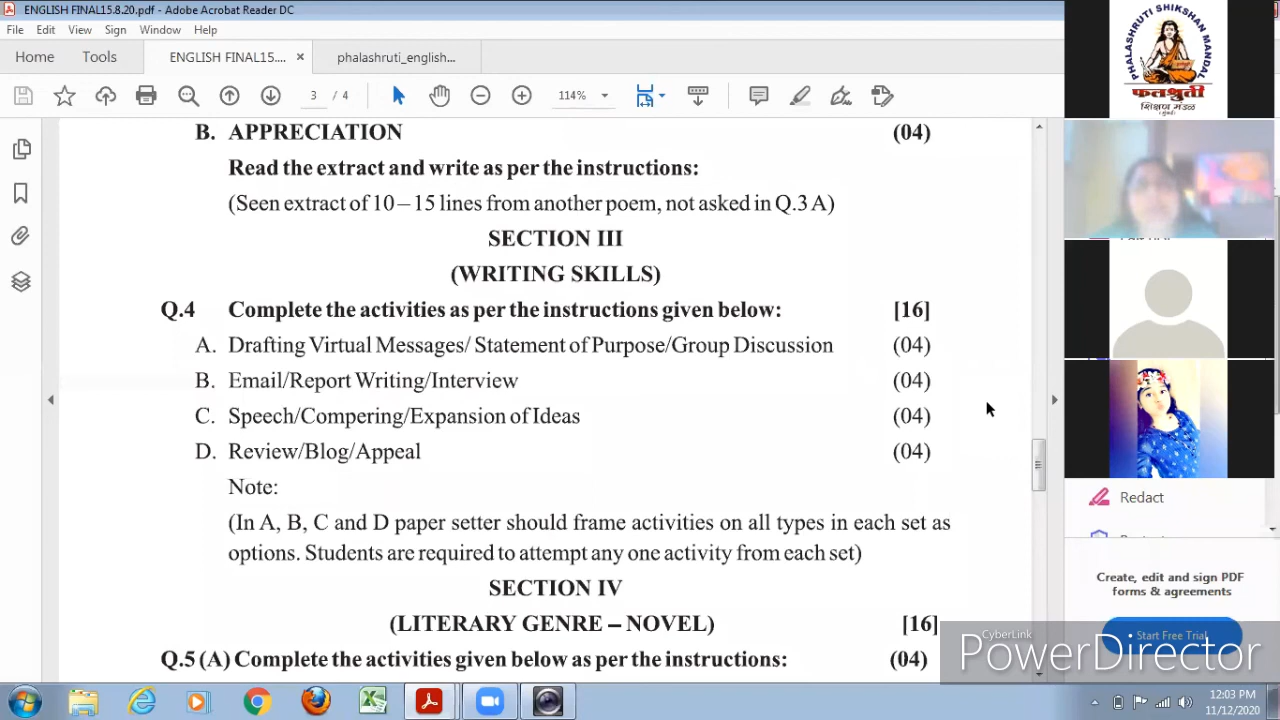 ENGLISH FINAL15.8.20.pdf - Adobe Acrobat Reader DC
File Edit View Sign Window Help
Home Tools ENGLISH FINAL15.... × phalashruti_english...
3 / 4 114%
B. APPRECIATION (04)
Read the extract and write as per the instructions:
(Seen extract of 10 – 15 lines from another poem, not asked in Q.3 A)
SECTION III
(WRITING SKILLS)
Q.4 Complete the activities as per the instructions given below: [16]
A. Drafting Virtual Messages/ Statement of Purpose/Group Discussion (04)
B. Email/Report Writing/Interview (04)
C. Speech/Compering/Expansion of Ideas (04)
D. Review/Blog/Appeal (04)
Note:
(In A, B, C and D paper setter should frame activities on all types in each set as
options. Students are required to attempt any one activity from each set)
SECTION IV
(LITERARY GENRE – NOVEL) [16]
Q.5 (A) Complete the activities given below as per the instructions: (04)
PHALASHRUTI SHIKSHAN MANDAL
फलश्रुती
शिक्षण मंडळ
Redact
Create, edit and sign PDF
forms & agreements
Start Free Trial
CyberLink
PowerDirector
12:03 PM
11/12/2020